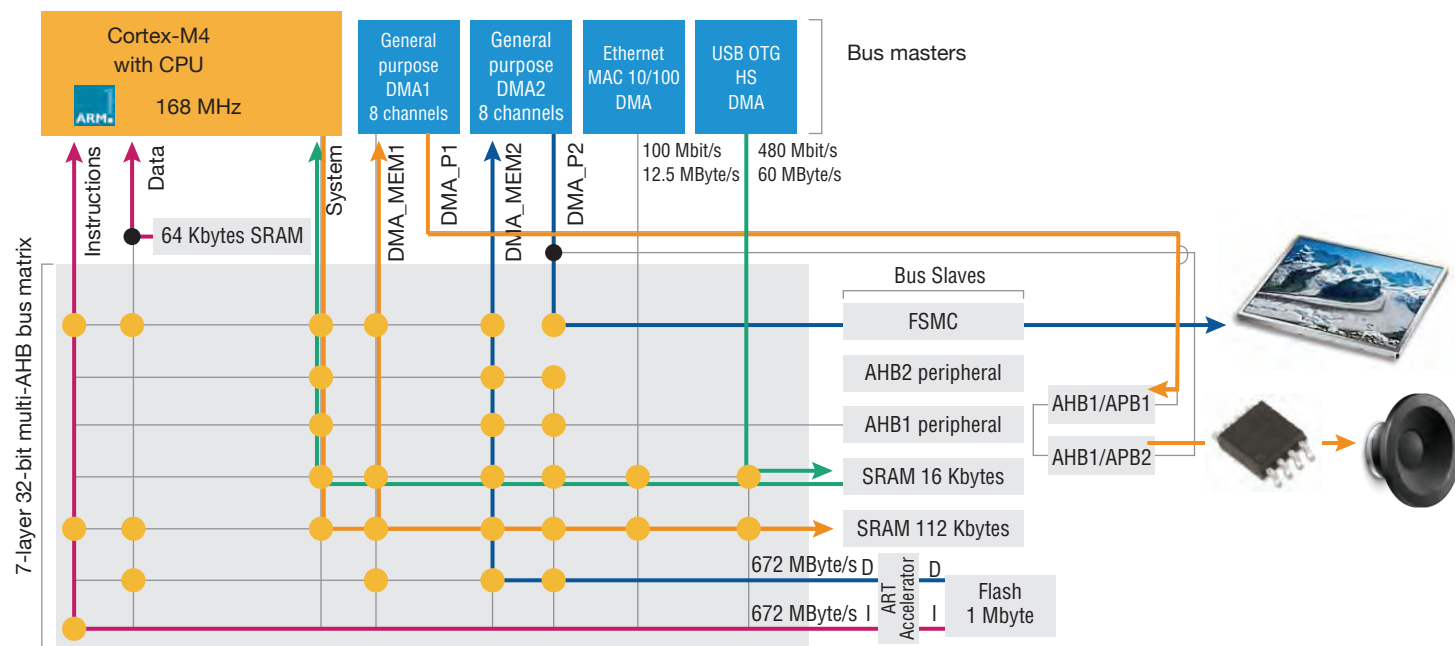 Cortex-M4
with CPU
ARM.
168 MHz
General
purpose
DMA1
8 channels
General
purpose
DMA2
8 channels
Ethernet
MAC 10/100
DMA
USB OTG
HS
DMA
Bus masters
Instructions
Data
System
DMA_MEM1
DMA_P1
DMA_MEM2
DMA_P2
100 Mbit/s
12.5 MByte/s
480 Mbit/s
60 MByte/s
64 Kbytes SRAM
7-layer 32-bit multi-AHB bus matrix
Bus Slaves
FSMC
AHB2 peripheral
AHB1 peripheral
SRAM 16 Kbytes
SRAM 112 Kbytes
AHB1/APB1
AHB1/APB2
672 MByte/s D
D
672 MByte/s I
I
ART
Accelerator
Flash
1 Mbyte